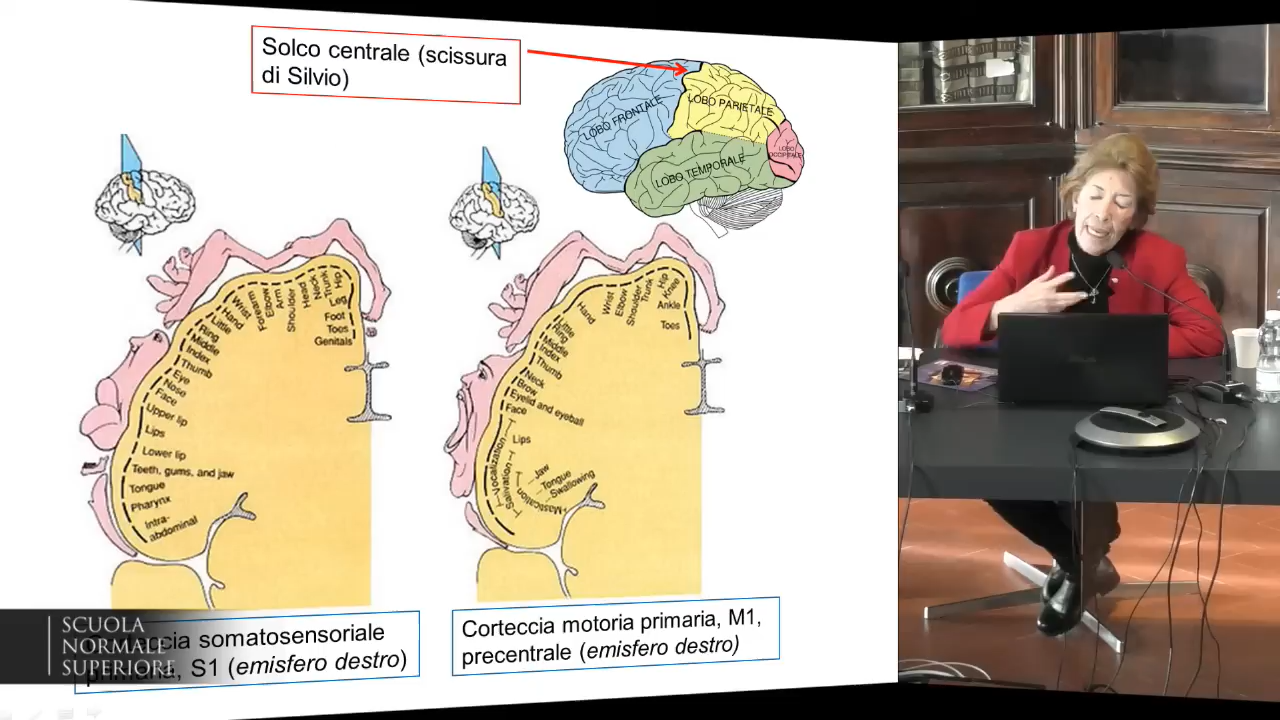 Solco centrale (scissura
di Silvio)
LOBO FRONTALE
LOBO PARIETALE
LOBO
OCCIPITALE
LOBO TEMPORALE
Hip
Trunk
Neck
Head
Shoulder
Arm
Elbow
Forearm
Wrist
Hand
Little
Ring
Middle
Index
Thumb
Eye
Nose
Face
Upper lip
Lips
Lower lip
Teeth, gums, and jaw
Tongue
Pharynx
Intra-
abdominal
Leg
Foot
Toes
Genitals
Hip
Knee
Trunk
Shoulder
Elbow
Wrist
Hand
Little
Ring
Middle
Index
Thumb
Neck
Brow
Eyelid and eyeball
Face
Lips
Jaw
Tongue
Swallowing
Mastication
Salivation
Vocalization
Ankle
Toes
somatosensoriale
S1 (emisfero destro)
Corteccia motoria primaria, M1,
precentrale (emisfero destro)
SCUOLA
NORMALE
SUPERIORE